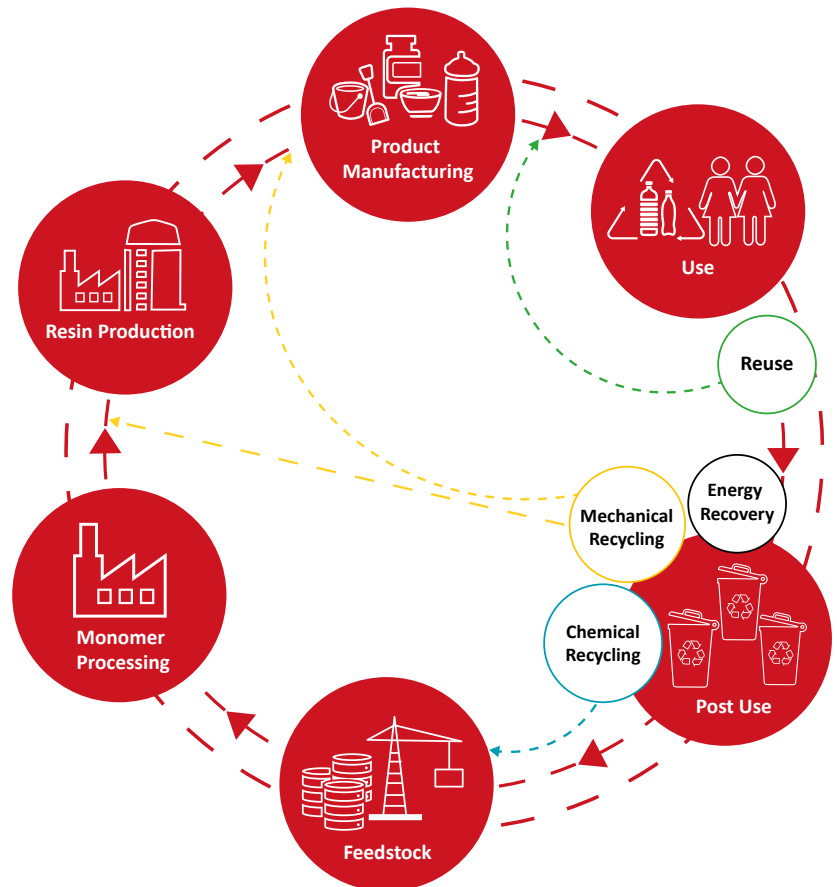 Product
Manufacturing
Use
Resin Production
Reuse
Energy
Recovery
Mechanical
Recycling
Chemical
Recycling
Monomer
Processing
Post Use
Feedstock